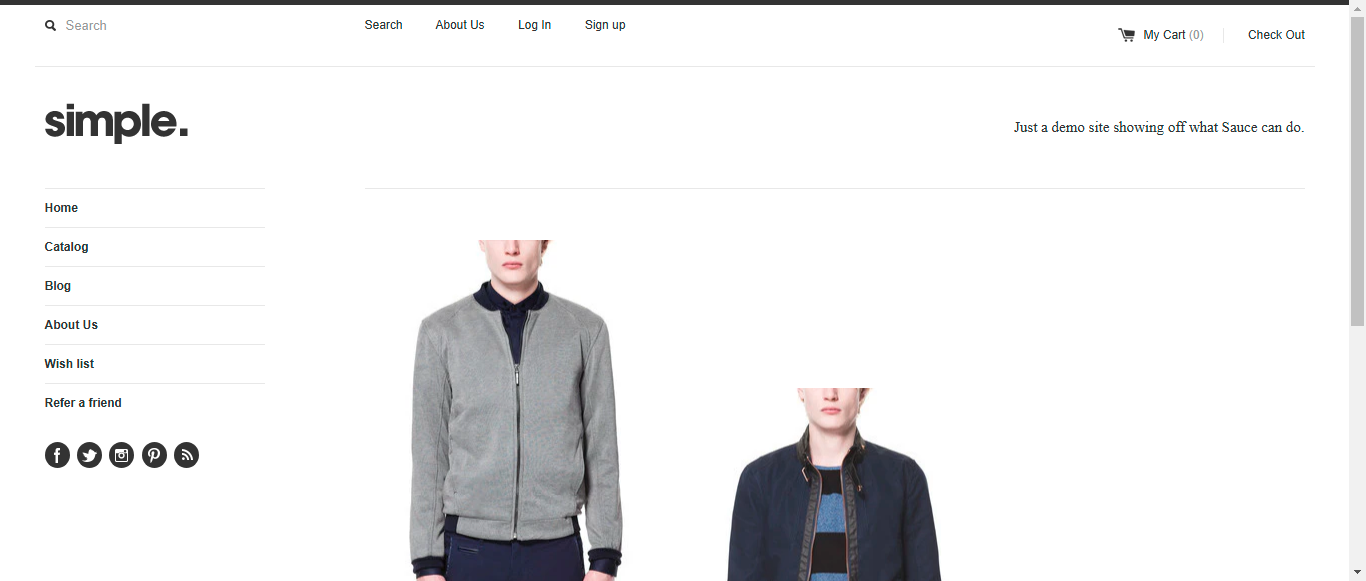 Search
Search About Us Log In Sign up
My Cart (0) Check Out
simple.
Just a demo site showing off what Sauce can do.
Home
Catalog
Blog
About Us
Wish list
Refer a friend